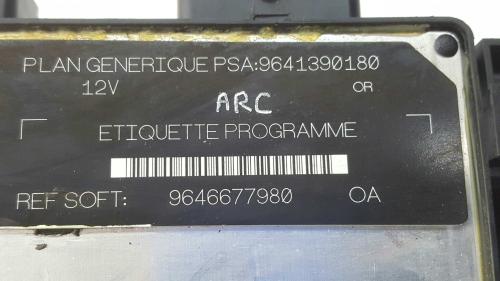 PLAN GENERIQUE PSA:9641390180
12V OR
ARC
ETIQUETTE PROGRAMME
REF SOFT: 9646677980 OA